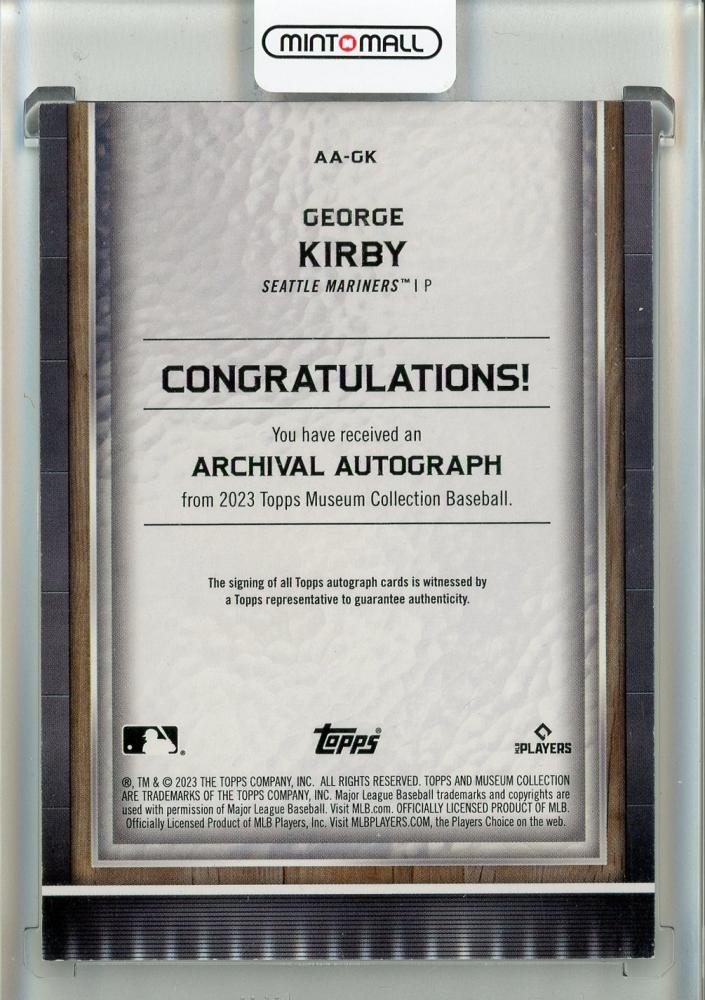 MINTMALL
AA-GK
GEORGE
KIRBY
SEATTLE MARINERS™ | P
CONGRATULATIONS!
You have received an
ARCHIVAL AUTOGRAPH
from 2023 Topps Museum Collection Baseball.
The signing of all Topps autograph cards is witnessed by
a Topps representative to guarantee authenticity.
® topps® MLB PLAYERS
®, TM & © 2023 THE TOPPS COMPANY, INC. ALL RIGHTS RESERVED. TOPPS AND MUSEUM COLLECTION
ARE TRADEMARKS OF THE TOPPS COMPANY, INC. Major League Baseball trademarks and copyrights are
used with permission of Major League Baseball. Visit MLB.com. OFFICIALLY LICENSED PRODUCT OF MLB.
Officially Licensed Product of MLB Players, Inc. Visit MLBPLAYERS.COM, the Players Choice on the web.